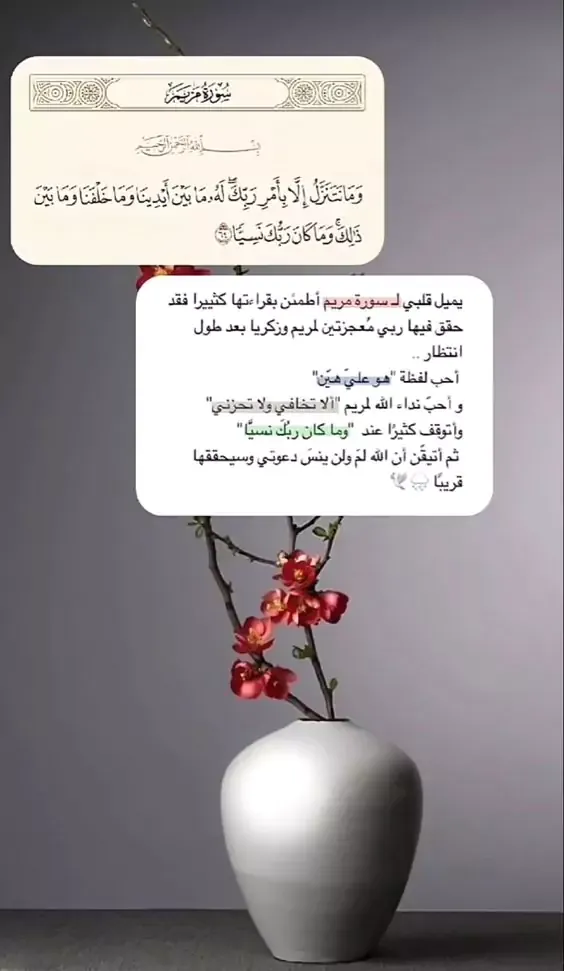 سُورَةُ مَرْيَمَ
بِسْمِ اللَّهِ الرَّحْمَٰنِ الرَّحِيمِ
وَمَا نَتَنَزَّلُ إِلَّا بِأَمْرِ رَبِّكَ ۖ لَهُ مَا بَيْنَ أَيْدِينَا وَمَا خَلْفَنَا وَمَا بَيْنَ
ذَٰلِكَ ۚ وَمَا كَانَ رَبُّكَ نَسِيًّا ٦٤
يميل قلبي لـ سورة مريم أطمئن بقراءتها كثييرا فقد
حقق فيها ربي مُعجزتين لمريم وزكريا بعد طول
انتظار ..
أحب لفظة "هو عليَ هيّن"
و أحبّ نداء الله لمريم "ألا تخافي ولا تحزني"
وأتوقف كثيرًا عند "وما كان ربُكَ نسيًّا"
ثم أتيقّن أن الله لمَ ولن ينسَ دعوتي وسيحققها
قريبًا 🌧️🕊️